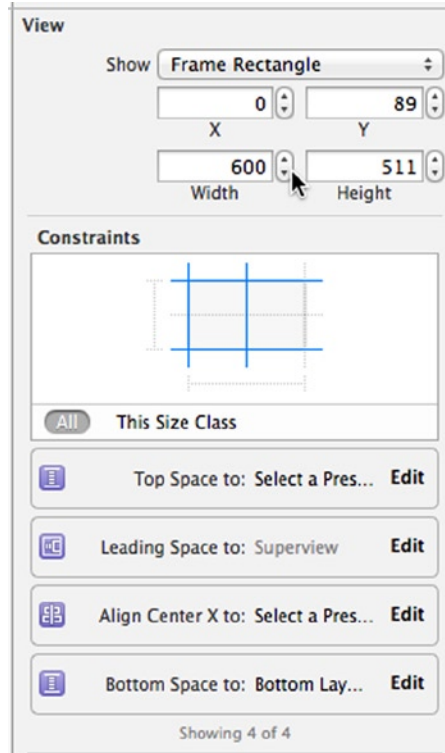 View
Show Frame Rectangle
0 89
X Y
600 511
Width Height
Constraints
All This Size Class
Top Space to: Select a Pres... Edit
Leading Space to: Superview Edit
Align Center X to: Select a Pres... Edit
Bottom Space to: Bottom Lay... Edit
Showing 4 of 4